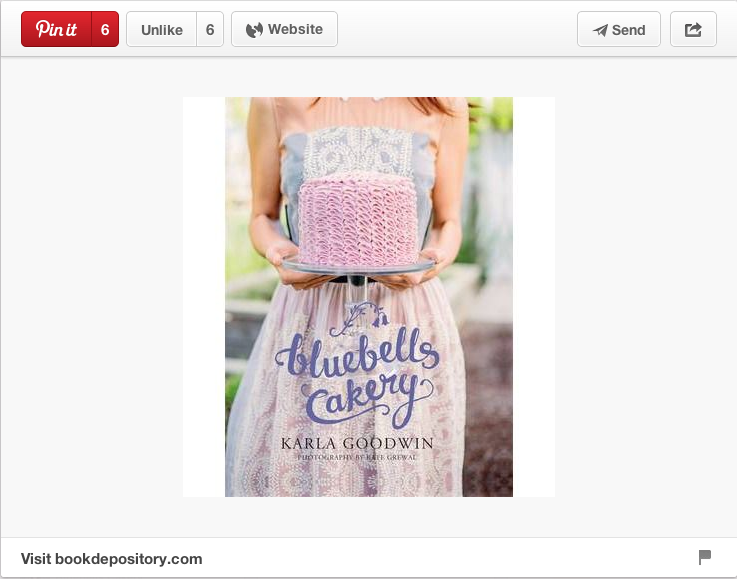 Pin it 6 Unlike 6 Website Send
bluebells
Cakery
KARLA GOODWIN
PHOTOGRAPHY BY KATE GREWAL
Visit bookdepository.com